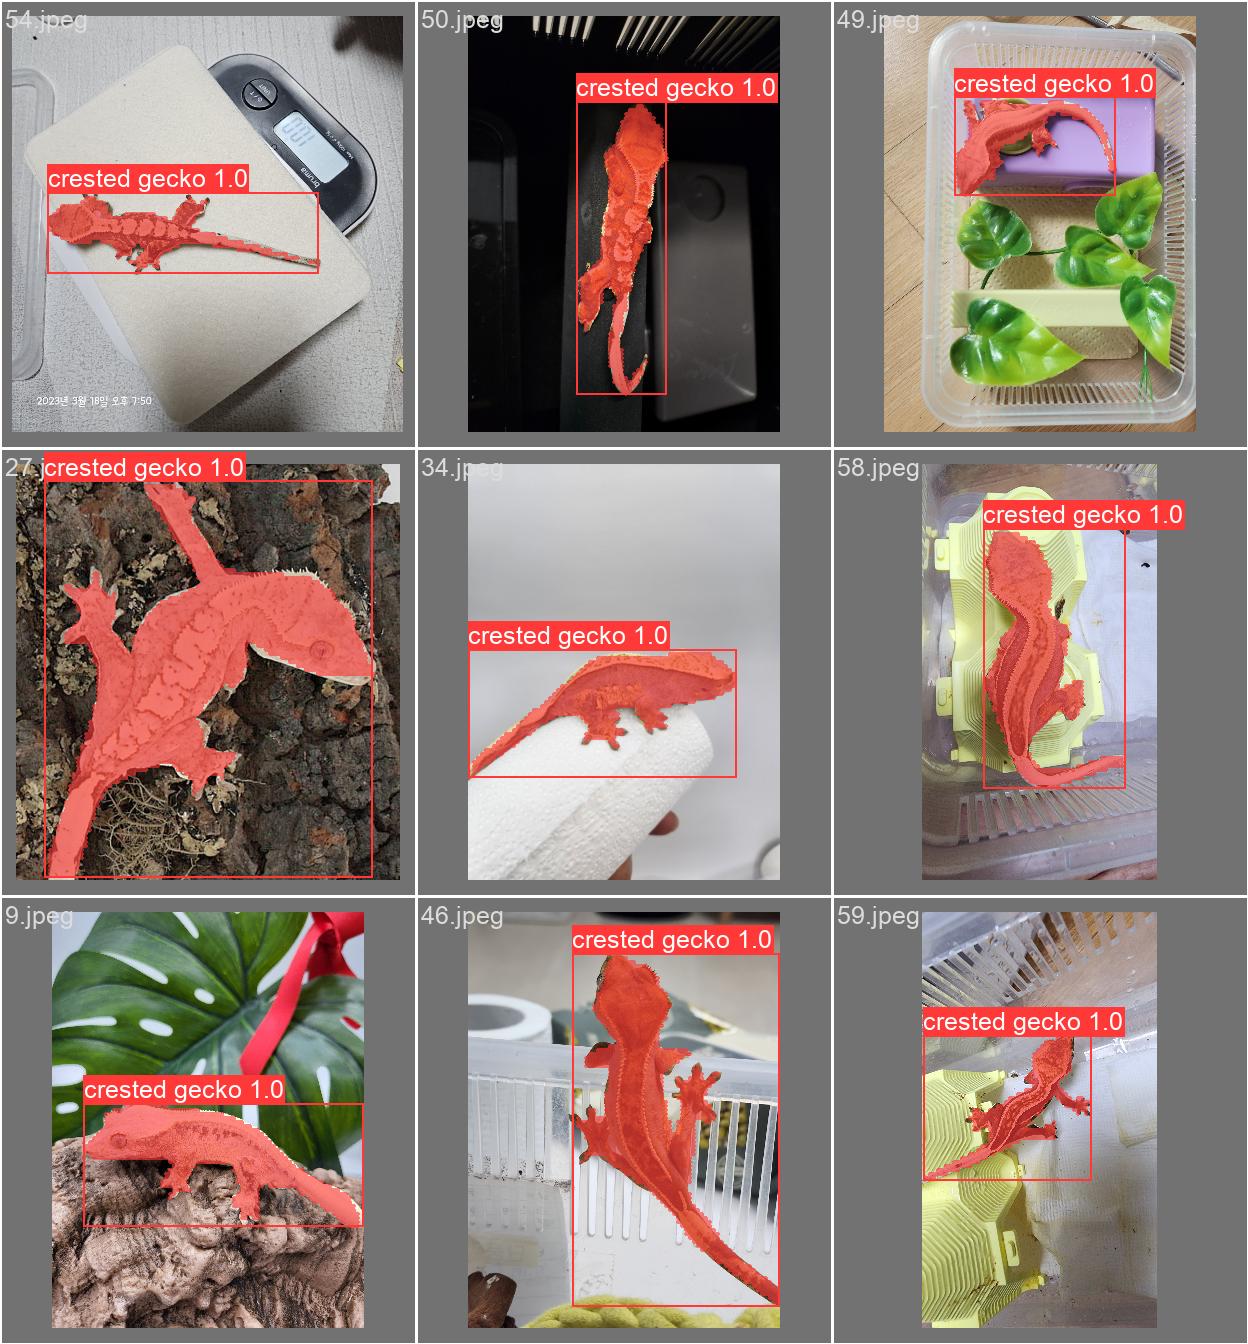 54.jpeg
50.jpeg
49.jpeg
crested gecko 1.0
crested gecko 1.0
crested gecko 1.0
UNIT
bruma
2023년 3월 18일 오후 7:50
27.j
crested gecko 1.0
34.jpeg
58.jpeg
crested gecko 1.0
crested gecko 1.0
9.jpeg
46.jpeg
59.jpeg
crested gecko 1.0
crested gecko 1.0
crested gecko 1.0